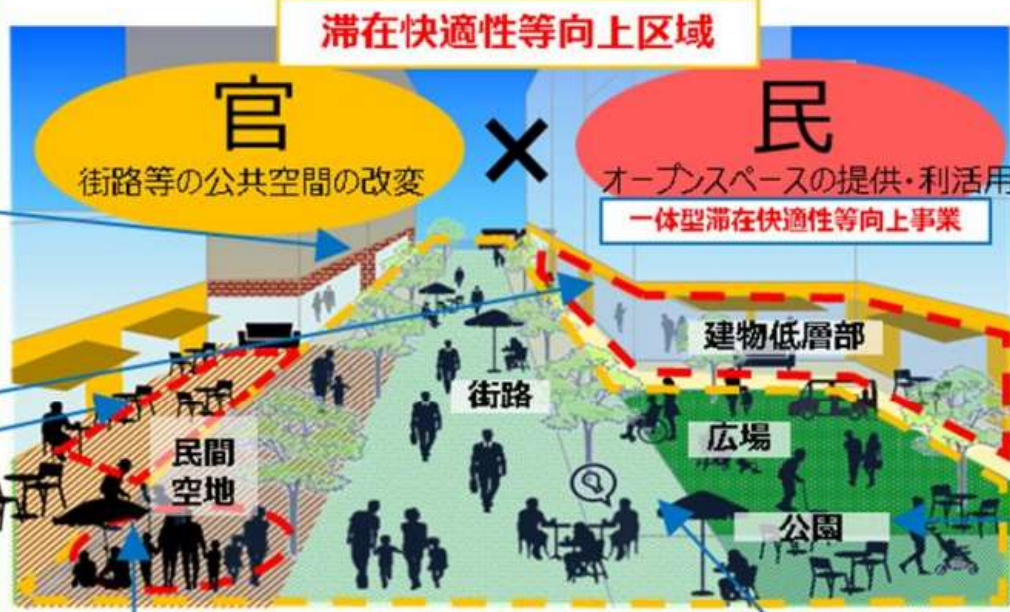 滞在快適性等向上区域
官
街路等の公共空間の改変
×
民
オープンスペースの提供・利活用
一体型滞在快適性等向上事業
建物低層部
街路
広場
民間
空地
公園